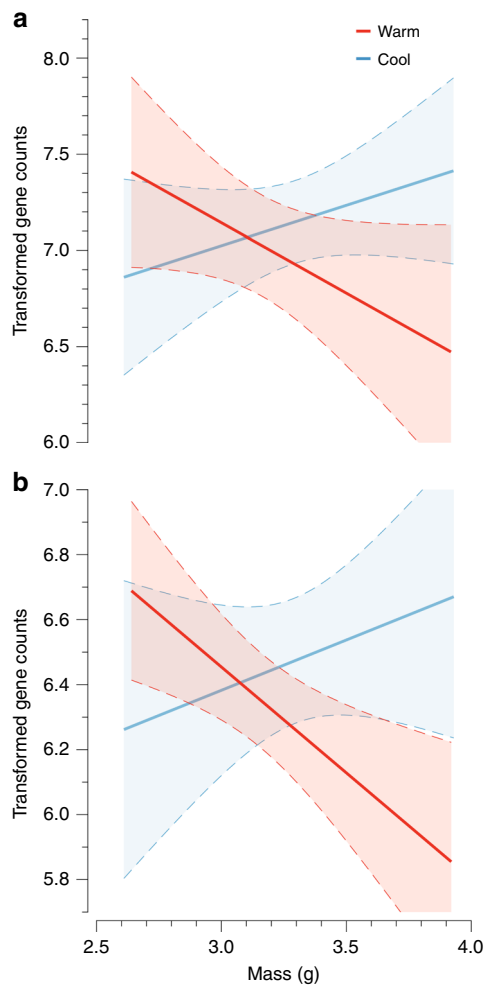 a
Warm
Cool
8.0
7.5
7.0
6.5
6.0
Transformed gene counts
b
7.0
6.8
6.6
6.4
6.2
6.0
5.8
Transformed gene counts
2.5 3.0 3.5 4.0
Mass (g)